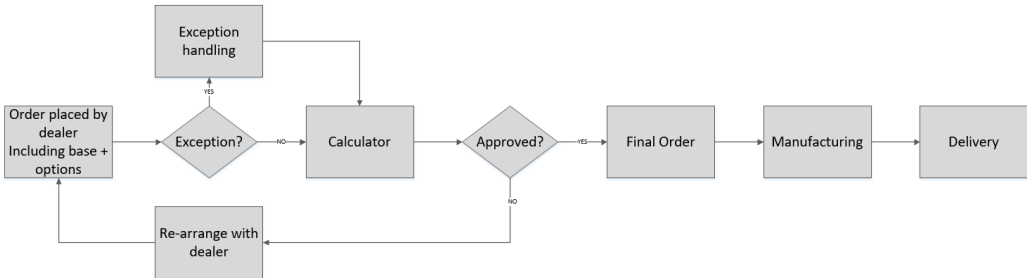 Exception
handling
YES
Order placed by
dealer
Including base +
options
Exception?
NO
Calculator
Approved?
YES
Final Order
Manufacturing
Delivery
NO
Re-arrange with
dealer